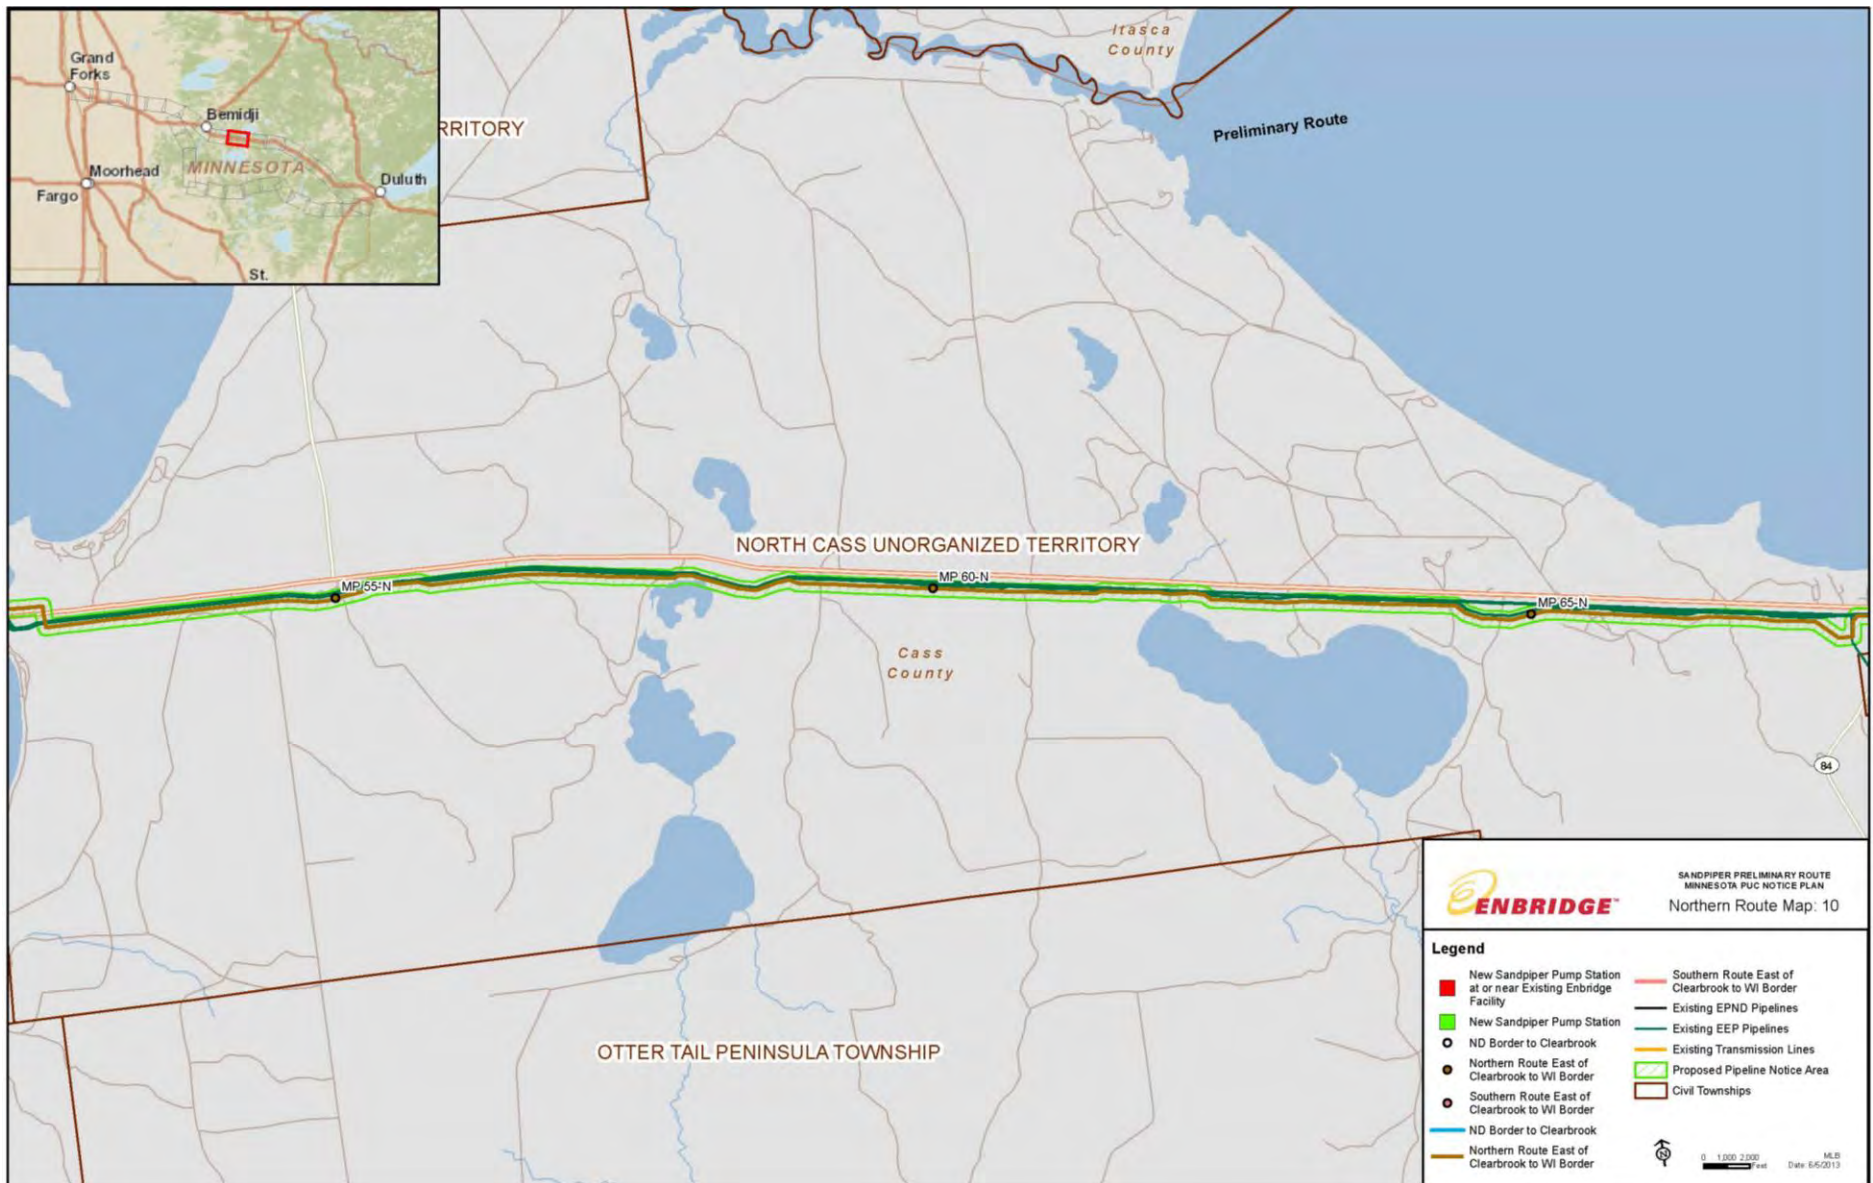 Grand
Forks
Bemidji
MINNESOTA
Moorhead
Fargo
Duluth
St.
RRITORY
Itasca
County
Preliminary Route
NORTH CASS UNORGANIZED TERRITORY
MP 55-N
MP 60-N
MP 65-N
Cass
County
84
OTTER TAIL PENINSULA TOWNSHIP
ENBRIDGE™
SANDPIPER PRELIMINARY ROUTE
MINNESOTA PUC NOTICE PLAN
Northern Route Map: 10
Legend
New Sandpiper Pump Station
at or near Existing Enbridge
Facility
New Sandpiper Pump Station
ND Border to Clearbrook
Northern Route East of
Clearbrook to WI Border
Southern Route East of
Clearbrook to WI Border
ND Border to Clearbrook
Northern Route East of
Clearbrook to WI Border
Southern Route East of
Clearbrook to WI Border
Existing EPND Pipelines
Existing EEP Pipelines
Existing Transmission Lines
Proposed Pipeline Notice Area
Civil Townships
N
0 1,000 2,000
Feet
MLB
Date: 6/5/2013